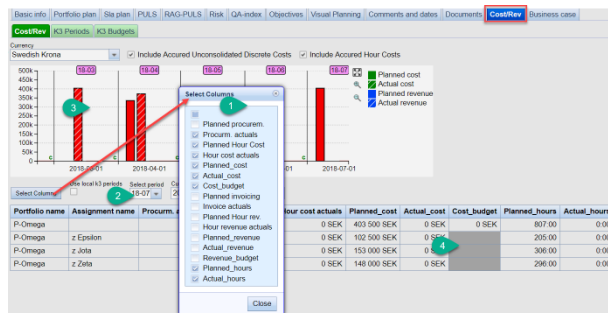 Basic info Portfolio plan Sla plan PULS RAG-PULS Risk QA-index Objectives Visual Planning Comments and dates Documents Cost/Rev Business case
Cost/Rev K3 Periods K3 Budgets
Currency
Swedish Krona Include Accured Unconsolidated Discrete Costs Include Accured Hour Costs
500k
450k
400k
350k
300k
250k
200k
150k
100k
50k
0
18-03 18-04 18-05 18-06 18-07
c c c
2018-04-01 2018-07-01
Planned cost
Actual cost
Planned revenue
Actual revenue
Select Columns
1
Planned procurem.
Procurm. actuals
Planned Hour Cost
Hour cost actuals
Planned_cost
Actual_cost
Cost_budget
Planned invoicing
Invoice actuals
Planned Hour rev.
Hour revenue actuals
Planned_revenue
Actual_revenue
Revenue_budget
Planned_hours
Actual_hours
Close
3
2
4
Select Columns Use local k3 periods Select period
18-07
Portfolio name Assignment name Procurm. Hour cost actuals Planned_cost Actual_cost Cost_budget Planned_hours Actual_hours
P-Omega 0 SEK 403 500 SEK 0 SEK 0 SEK 807:00 0:00
P-Omega z Epsilon 0 SEK 102 500 SEK 0 SEK 205:00 0:00
P-Omega z Jota 0 SEK 153 000 SEK 0 SEK 306:00 0:00
P-Omega z Zeta 0 SEK 148 000 SEK 0 SEK 296:00 0:00